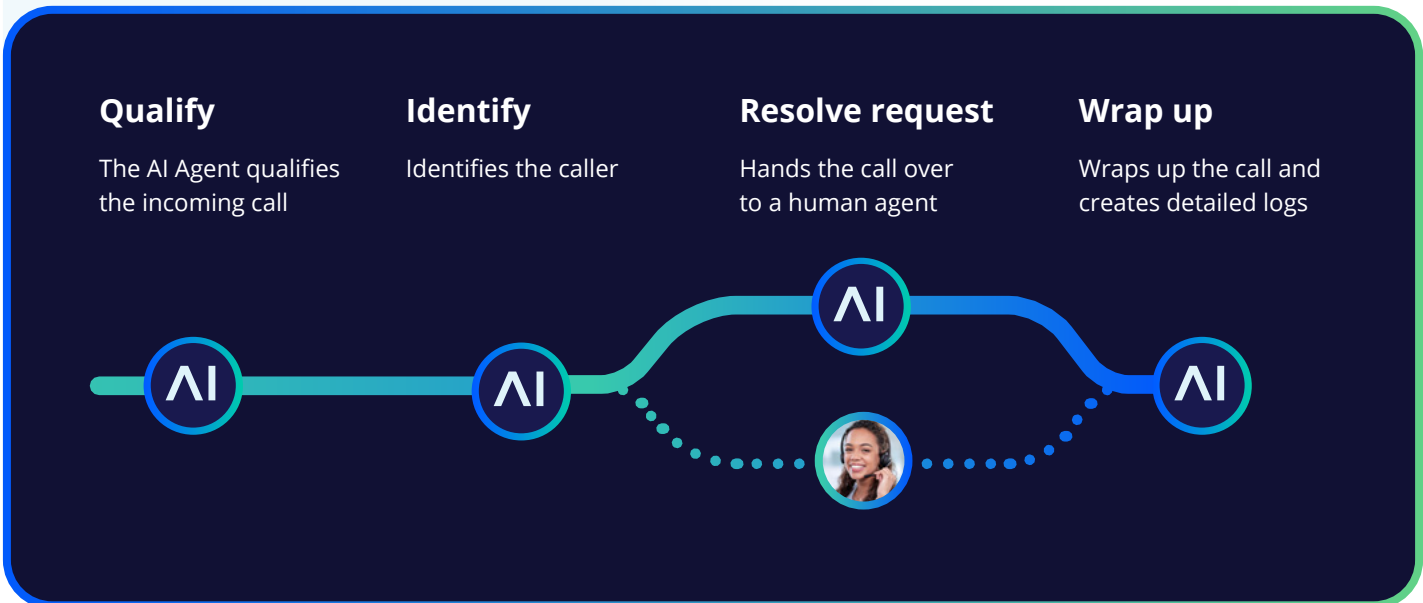 Qualify
The AI Agent qualifies
the incoming call
Identify
Identifies the caller
Resolve request
Hands the call over
to a human agent
Wrap up
Wraps up the call and
creates detailed logs
AI
AI
AI
AI